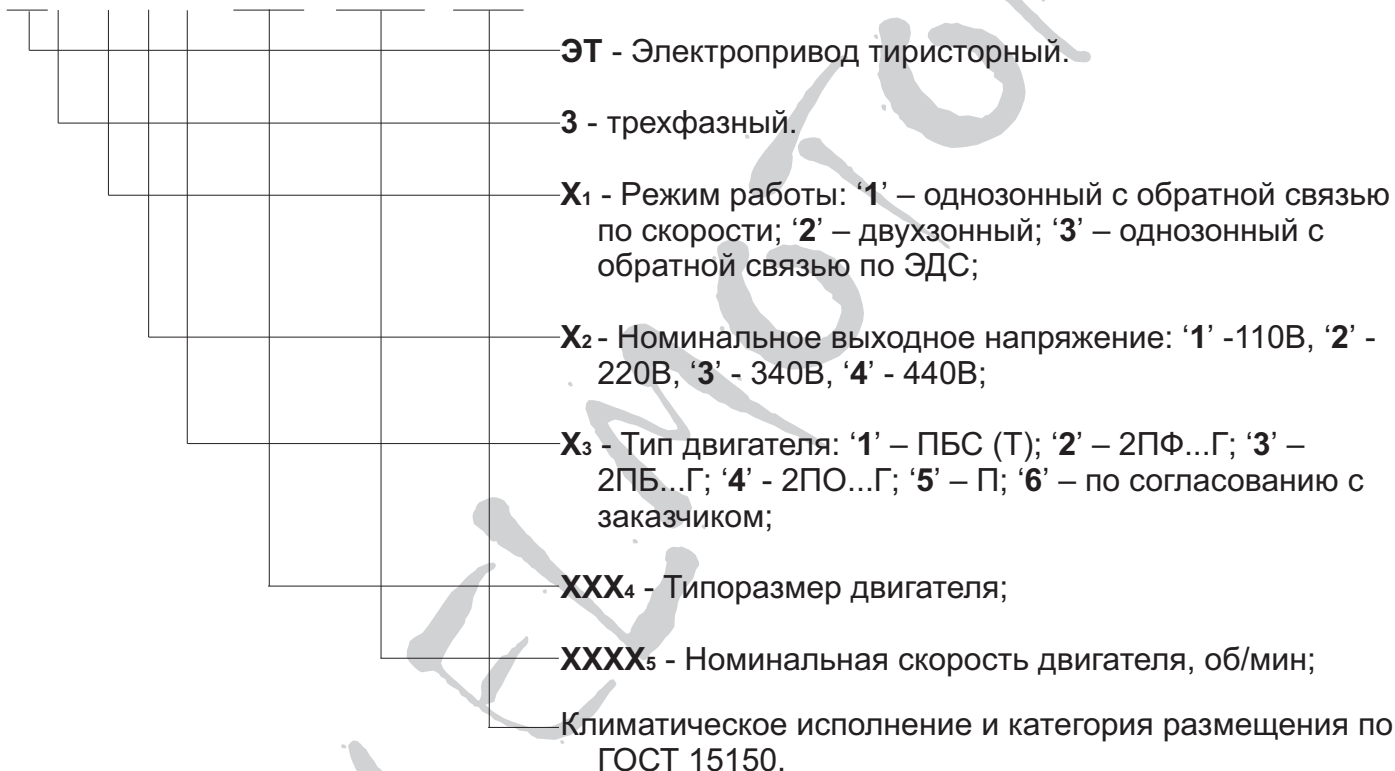 ЭТ - Электропривод тиристорный.
3 - трехфазный.
X1 - Режим работы: ‘1’ – однозонный с обратной связью
по скорости; ‘2’ – двухзонный; ‘3’ – однозонный с
обратной связью по ЭДС;
X2 - Номинальное выходное напряжение: ‘1’ -110В, ‘2’ -
220В, ‘3’ - 340В, ‘4’ - 440В;
X3 - Тип двигателя: ‘1’ – ПБС (Т); ‘2’ – 2ПФ...Г; ‘3’ –
2ПБ...Г; ‘4’ - 2ПО...Г; ‘5’ – П; ‘6’ – по согласованию с
заказчиком;
XXX4 - Типоразмер двигателя;
XXXX5 - Номинальная скорость двигателя, об/мин;
Климатическое исполнение и категория размещения по
ГОСТ 15150.
ELMOTO